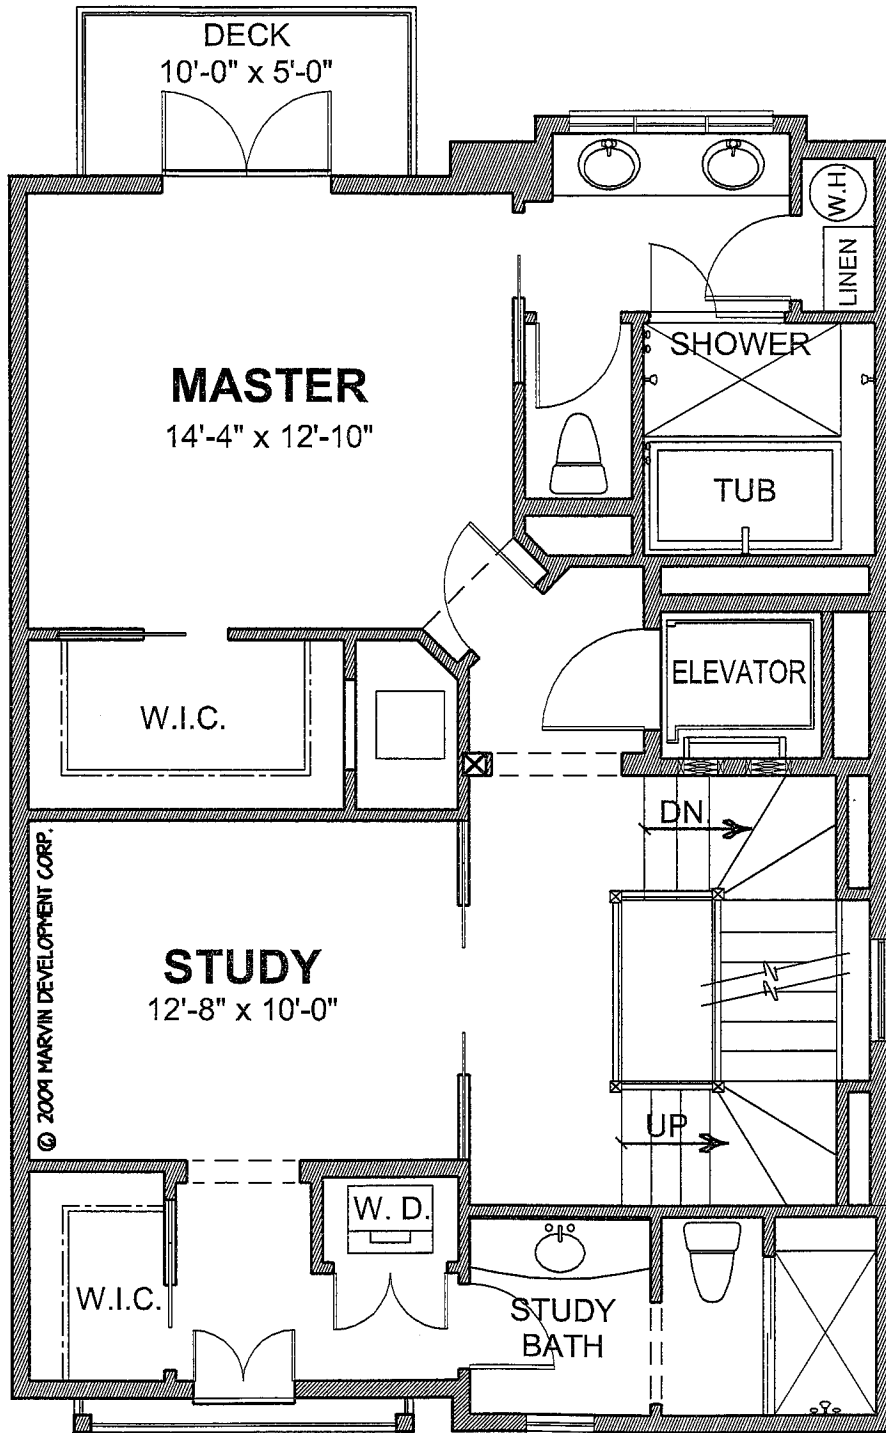 DECK
10'-0" x 5'-0"
W.H.
LINEN
SHOWER
MASTER
14'-4" x 12'-10"
TUB
ELEVATOR
W.I.C.
DN
© 2009 MARVIN DEVELOPMENT CORP.
STUDY
12'-8" x 10'-0"
UP
W. D.
W.I.C.
STUDY
BATH